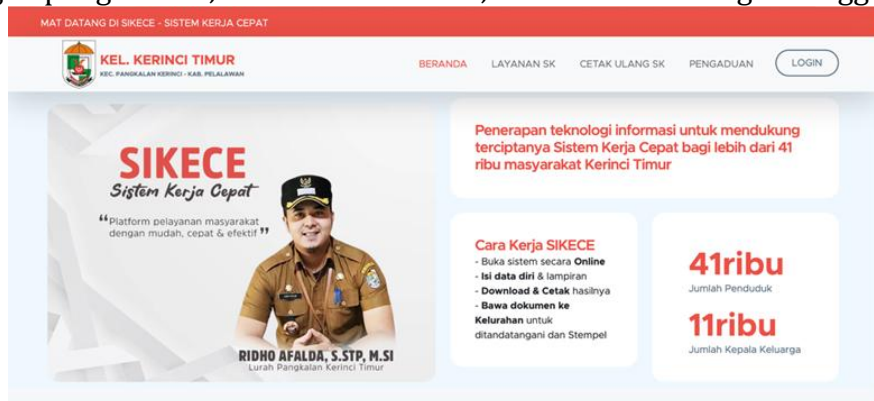 MAT DATANG DI SIKECE - SISTEM KERJA CEPAT
KEL. KERINCI TIMUR
KEC. PANGKALAN KERINCI - KAB. PELALAWAN
BERANDA LAYANAN SK CETAK ULANG SK PENGADUAN LOGIN
SIKECE
Sistem Kerja Cepat
“Platform pelayanan masyarakat
dengan mudah, cepat & efektif”
RIDHO AFALDA, S.STP, M.SI
Lurah Pangkalan Kerinci Timur
Penerapan teknologi informasi untuk mendukung
terciptanya Sistem Kerja Cepat bagi lebih dari 41
ribu masyarakat Kerinci Timur
Cara Kerja SIKECE
- Buka sistem secara Online
- Isi data diri & lampiran
- Download & Cetak hasilnya
- Bawa dokumen ke
Kelurahan untuk
ditandatangani dan Stempel
41ribu
Jumlah Penduduk
11ribu
Jumlah Kepala Keluarga